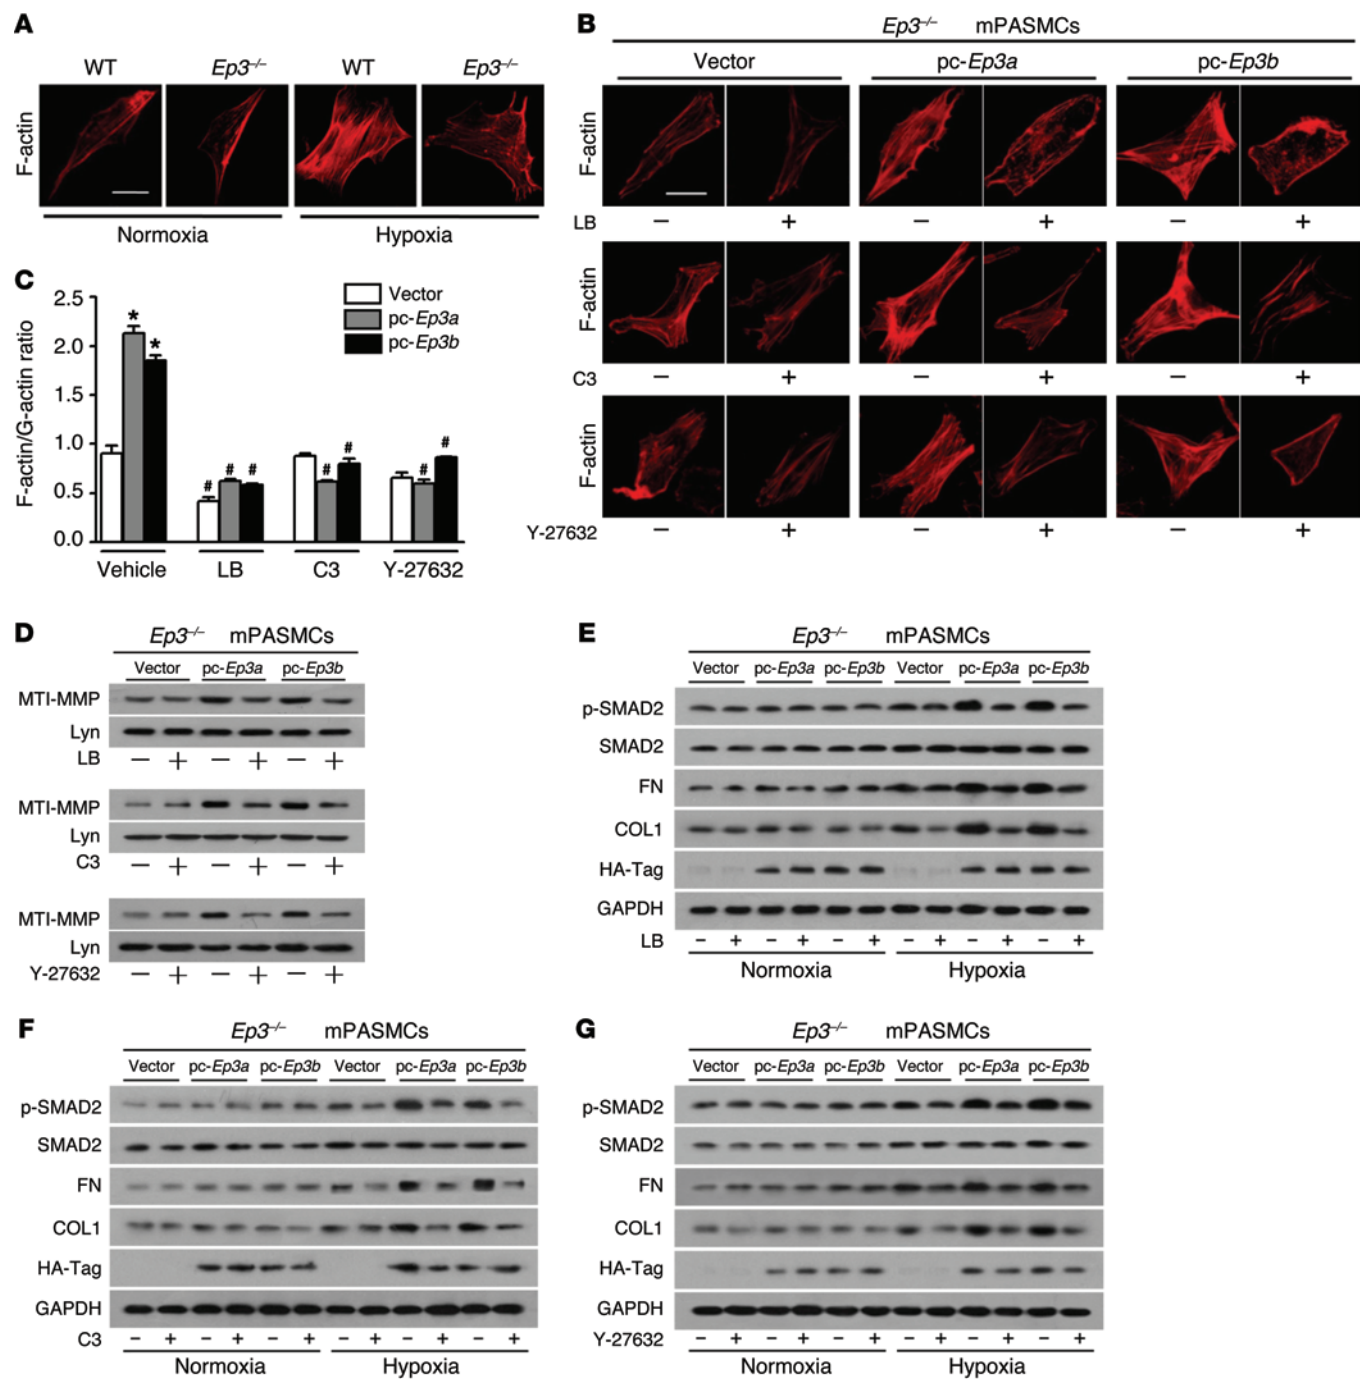 A
WT Ep3–/– WT Ep3–/–
F-actin
Normoxia Hypoxia
B
Ep3–/– mPASMCs
Vector pc-Ep3a pc-Ep3b
F-actin
LB – + – + – +
F-actin
C3 – + – + – +
F-actin
Y-27632 – + – + – +
C
F-actin/G-actin ratio
2.5
2.0
1.5
1.0
0.5
0.0
Vector
pc-Ep3a
pc-Ep3b
* *
# # # # # # #
Vehicle LB C3 Y-27632
D
Ep3–/– mPASMCs
Vector pc-Ep3a pc-Ep3b
MTI-MMP
Lyn
LB – + – + – +
MTI-MMP
Lyn
C3 – + – + – +
MTI-MMP
Lyn
Y-27632 – + – + – +
E
Ep3–/– mPASMCs
Vector pc-Ep3a pc-Ep3b Vector pc-Ep3a pc-Ep3b
p-SMAD2
SMAD2
FN
COL1
HA-Tag
GAPDH
LB – + – + – + – + – + – +
Normoxia Hypoxia
F
Ep3–/– mPASMCs
Vector pc-Ep3a pc-Ep3b Vector pc-Ep3a pc-Ep3b
p-SMAD2
SMAD2
FN
COL1
HA-Tag
GAPDH
C3 – + – + – + – + – + – +
Normoxia Hypoxia
G
Ep3–/– mPASMCs
Vector pc-Ep3a pc-Ep3b Vector pc-Ep3a pc-Ep3b
p-SMAD2
SMAD2
FN
COL1
HA-Tag
GAPDH
Y-27632 – + – + – + – + – + – +
Normoxia Hypoxia